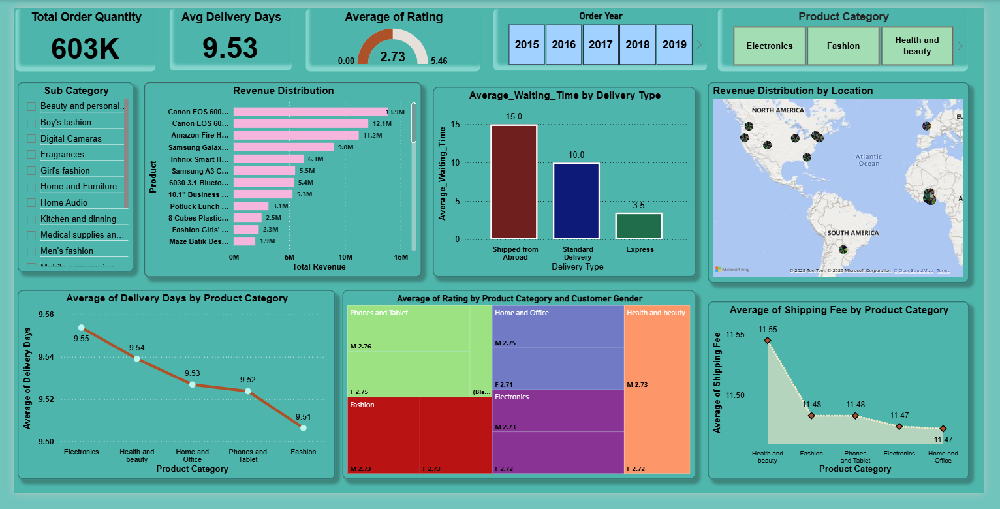 Total Order Quantity
603K
Avg Delivery Days
9.53
Average of Rating
0.00
2.73
5.46
Order Year
2015
2016
2017
2018
2019
Product Category
Electronics
Fashion
Health and
beauty
Sub Category
Beauty and personal...
Boy's fashion
Digital Cameras
Fragrances
Girl's fashion
Home and Furniture
Home Audio
Kitchen and dinning
Medical supplies an...
Men's fashion
Revenue Distribution
Product
Canon EOS 600... 13.9M
Canon EOS 60... 12.1M
Amazon Fire H... 11.2M
Samsung Galax... 9.0M
Infinix Smart H... 6.3M
Samsung A3 C... 5.5M
6030 3.1 Blueto... 5.4M
10.1" Business ... 5.3M
Potluck Lunch ... 3.1M
8 Cubes Plastic... 2.5M
Fashion Girls' ... 2.3M
Maze Batik Des... 1.9M
0M 5M 10M 15M
Total Revenue
Average_Waiting_Time by Delivery Type
Average_Waiting_Time
15
10
5
0
15.0
10.0
3.5
Shipped from
Abroad
Standard
Delivery
Express
Delivery Type
Revenue Distribution by Location
NORTH AMERICA
EU
Atlantic
Ocean
A
SOUTH AMERICA
Microsoft Bing
© 2025 TomTom, © 2025 Microsoft Corporation, © OpenStreetMap Terms
Average of Delivery Days by Product Category
Average of Delivery Days
9.56
9.54
9.52
9.50
9.55
9.54
9.53
9.52
9.51
Electronics
Health and
beauty
Home and
Office
Phones and
Tablet
Fashion
Product Category
Average of Rating by Product Category and Customer Gender
Phones and Tablet
M 2.76
F 2.75
(Bla...
Fashion
M 2.73
F 2.73
Home and Office
M 2.75
F 2.71
Electronics
M 2.73
F 2.72
Health and beauty
M 2.73
F 2.72
Average of Shipping Fee by Product Category
Average of Shipping Fee
11.55
11.50
11.55
11.48
11.48
11.47
11.47
Health and
beauty
Fashion
Phones
and Tablet
Electronics
Home and
Office
Product Category